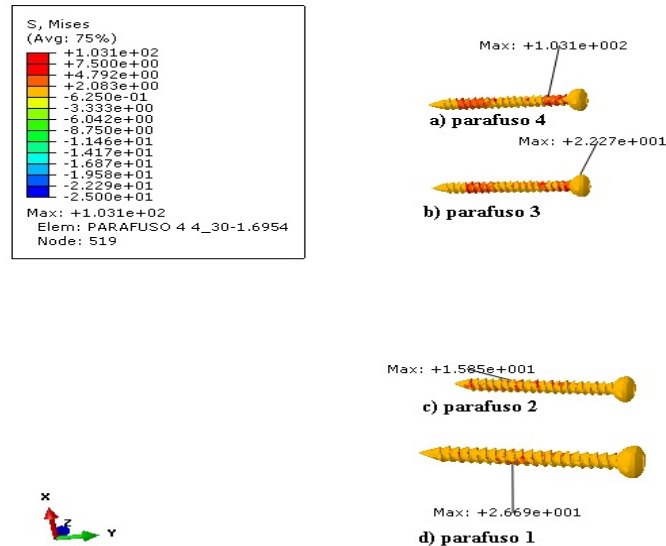 S, Mises
(Avg: 75%)
+1.031e+02
+7.500e+00
+4.792e+00
+2.083e+00
-6.250e-01
-3.333e+00
-6.042e+00
-8.750e+00
-1.146e+01
-1.417e+01
-1.687e+01
-1.958e+01
-2.229e+01
-2.500e+01
Max: +1.031e+02
Elem: PARAFUSO 4 4_30-1.6954
Node: 519
Max: +1.031e+002
a) parafuso 4
Max: +2.227e+001
b) parafuso 3
Max: +1.585e+001
c) parafuso 2
Max: +2.669e+001
d) parafuso 1
X
Z
Y